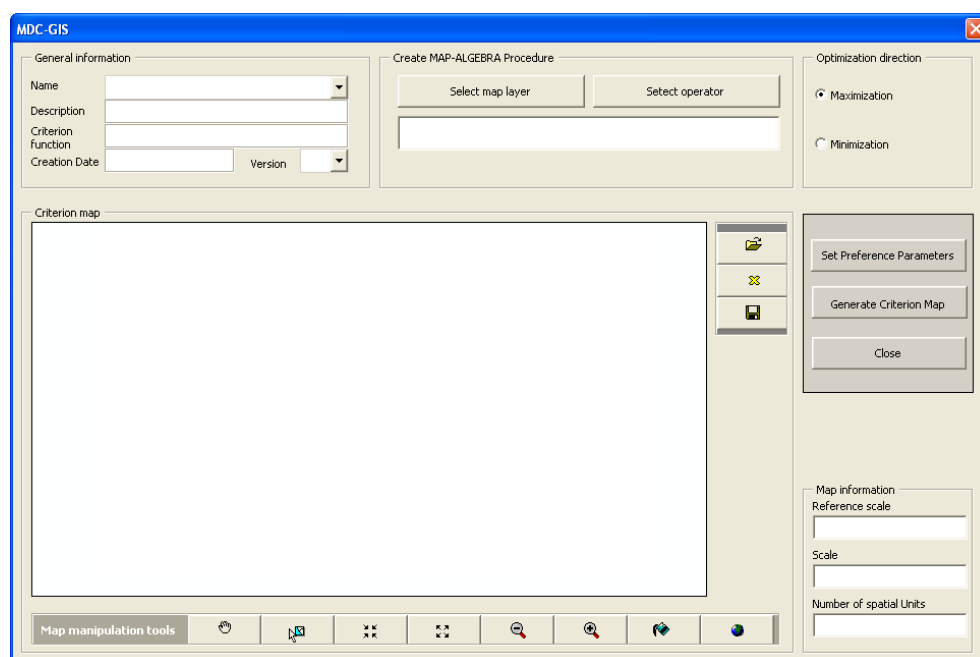 MDC-GIS
General information
Name
Description
Criterion
function
Creation Date
Version
Create MAP-ALGEBRA Procedure
Select map layer
Setect operator
Optimization direction
Maximization
Minimization
Criterion map
Set Preference Parameters
Generate Criterion Map
Close
Map information
Reference scale
Scale
Number of spatial Units
Map manipulation tools